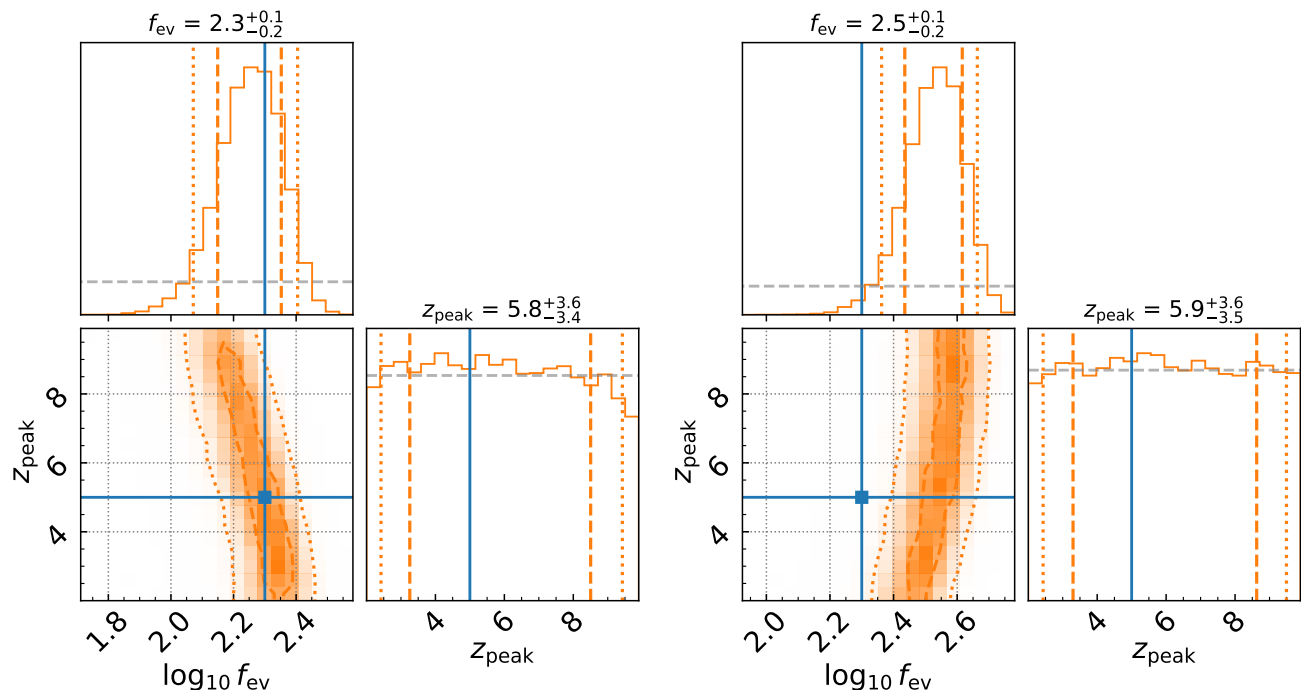 f_ev = 2.3^{+0.1}_{-0.2}
f_ev = 2.5^{+0.1}_{-0.2}
z_peak = 5.8^{+3.6}_{-3.4}
z_peak = 5.9^{+3.6}_{-3.5}
8
6
4
z_peak
8
6
4
z_peak
1.8 2.0 2.2 2.4
4 6 8
2.0 2.2 2.4 2.6
4 6 8
log_10 f_ev
z_peak
log_10 f_ev
z_peak